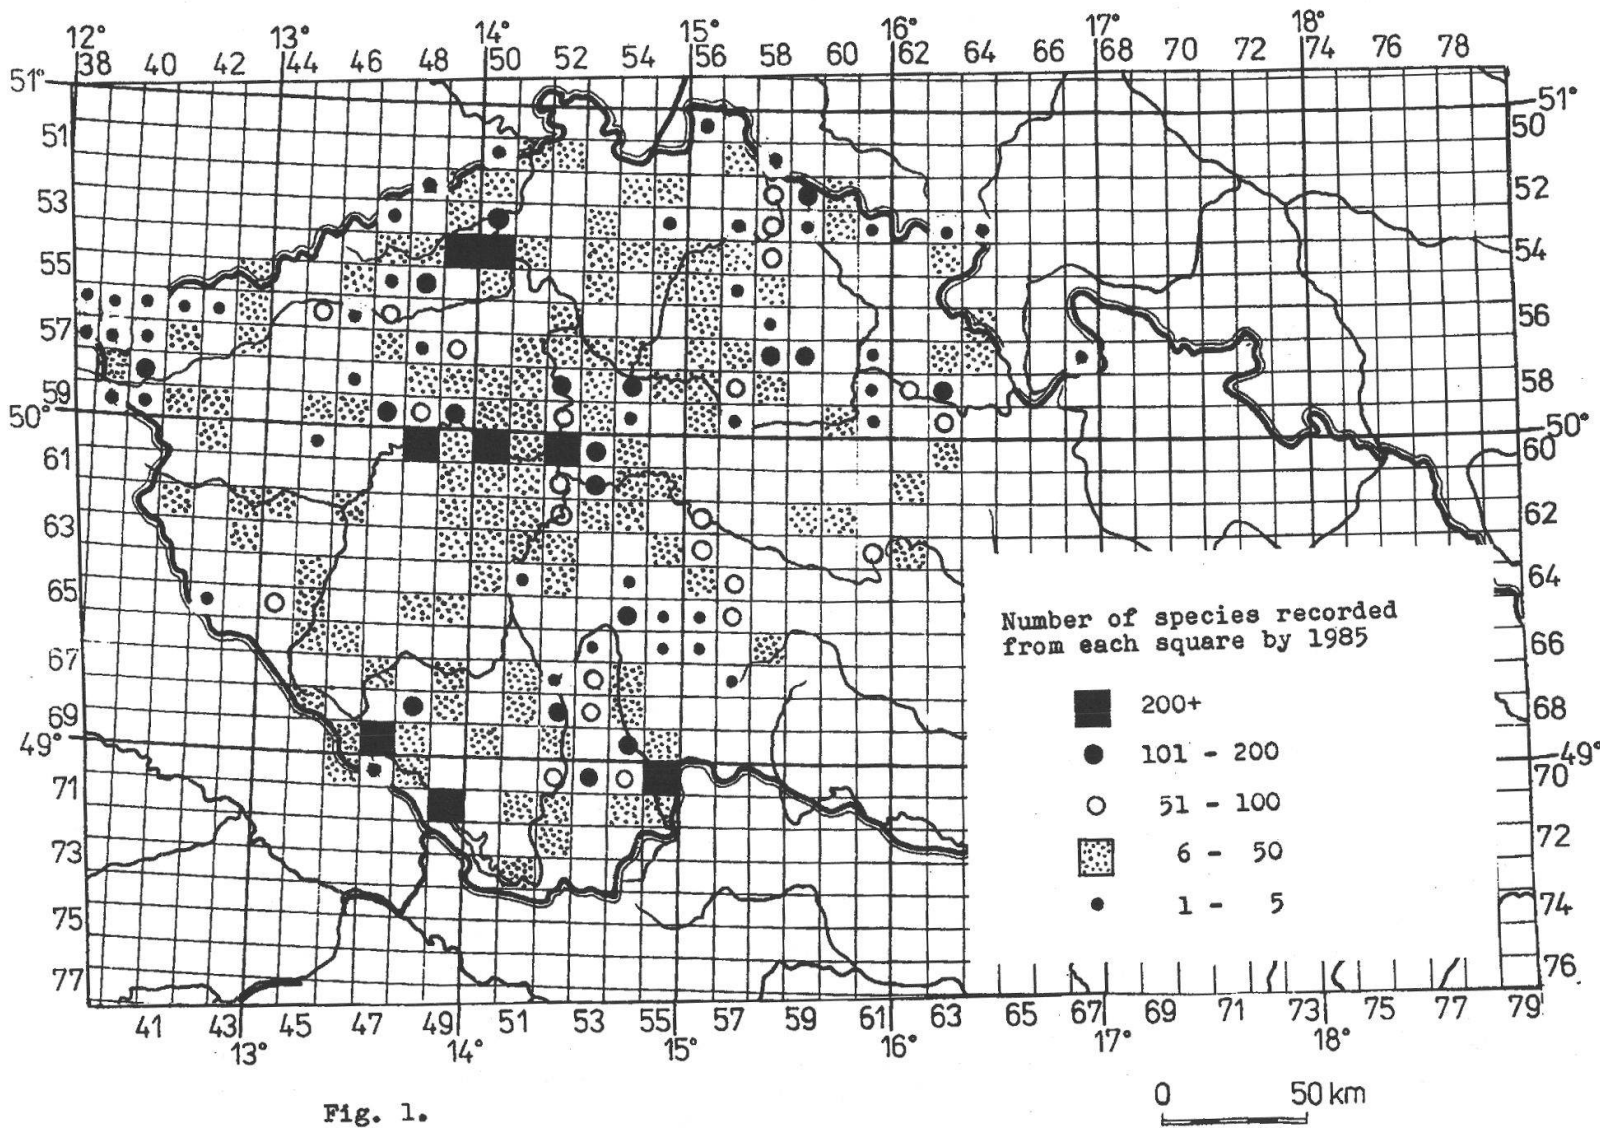 12° 13° 14° 15° 16° 17° 18°
38 40 42 44 46 48 50 52 54 56 58 60 62 64 66 68 70 72 74 76 78
51° 51°
50
51
52
53
54
55
56
57
58
59
50° 50°
60
61
62
63
64
65
66
67
68
69
49° 49°
70
71
72
73
74
75
76
77
Number of species recorded
from each square by 1985
200+
101 - 200
51 - 100
6 - 50
1 - 5
41 43 45 47 49 51 53 55 57 59 61 63 65 67 69 71 73 75 77 79
13° 14° 15° 16° 17° 18°
0 50 km
Fig. 1.